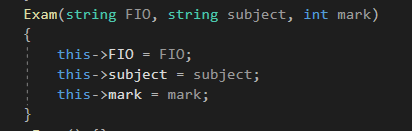 Exam(string FIO, string subject, int mark)
{
this->FIO = FIO;
this->subject = subject;
this->mark = mark;
}